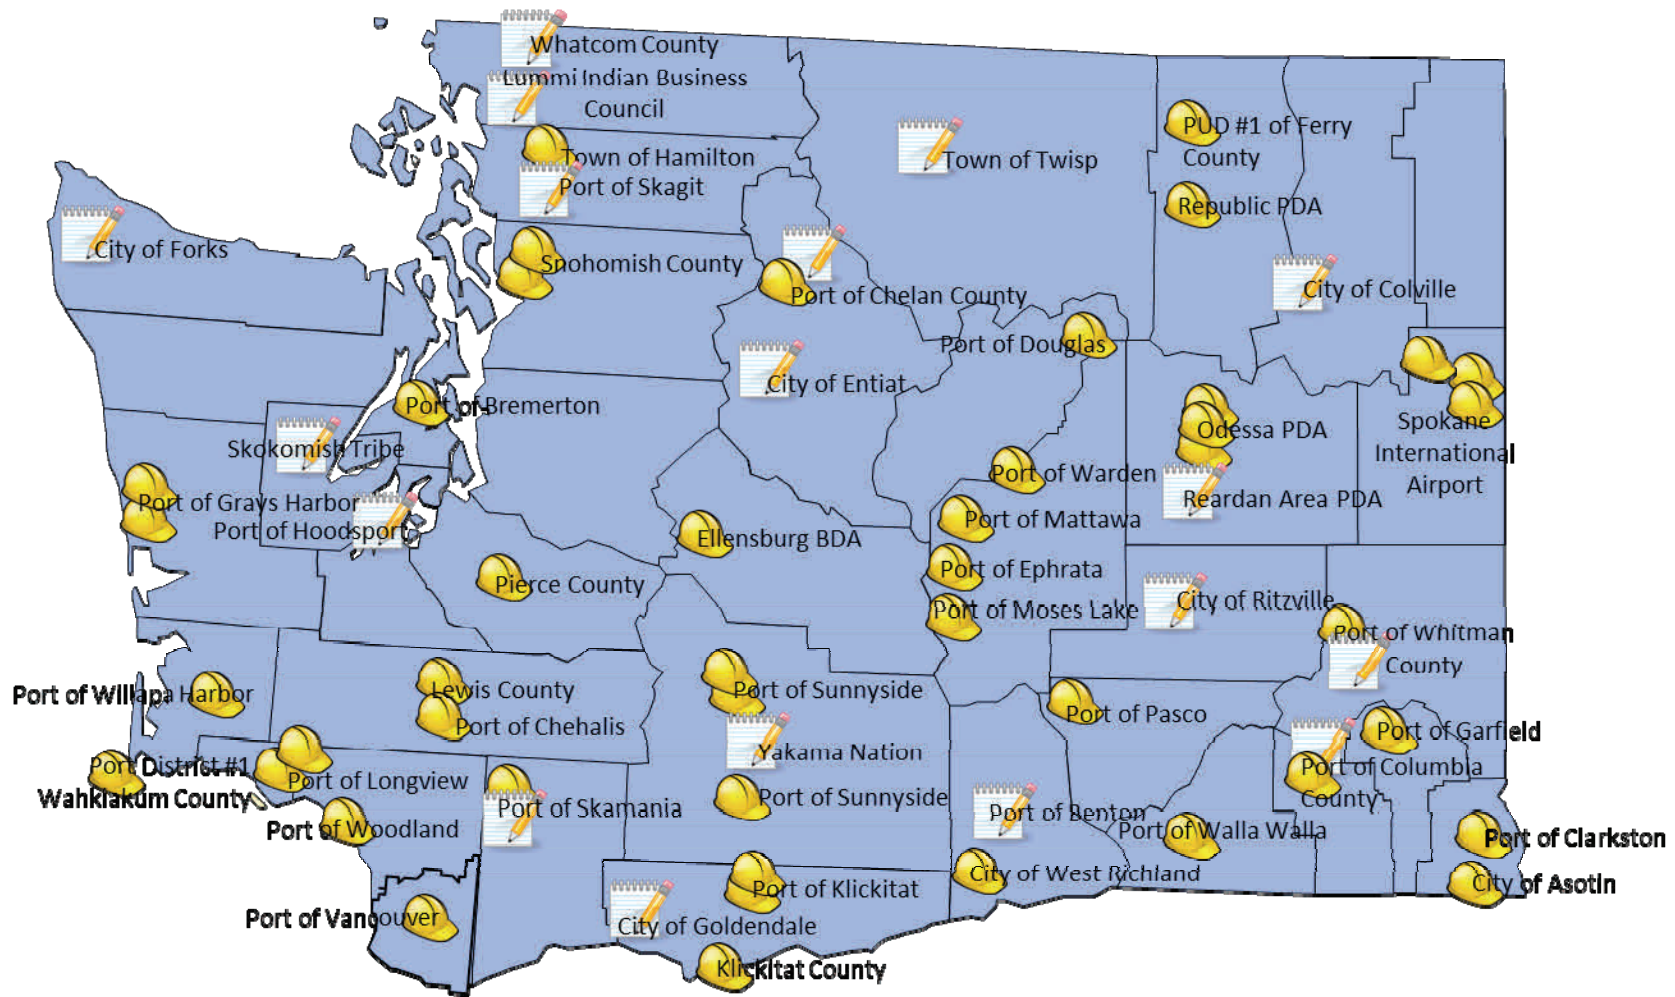 Whatcom County
Lummi Indian Business
Council
Town of Hamilton
Port of Skagit
Town of Twisp
PUD #1 of Ferry
County
Republic PDA
City of Forks
Snohomish County
Port of Chelan County
City of Colville
Port of Douglas
City of Entiat
Port of Bremerton
Spokane
International
Airport
Odessa PDA
Skokomish Tribe
Port of Warden
Reardan Area PDA
Port of Grays Harbor
Port of Hoodsport
Port of Mattawa
Ellensburg BDA
Port of Ephrata
Pierce County
Port of Moses Lake
City of Ritzville
Port of Whitman
County
Port of Willapa Harbor
Lewis County
Port of Sunnyside
Port of Chehalis
Port of Pasco
Port of Garfield
Yakama Nation
Port District #1
Wahkiakum County
Port of Longview
Port of Columbia
County
Port of Skamania
Port of Sunnyside
Port of Benton
Port of Woodland
Port of Walla Walla
Port of Clarkston
City of West Richland
City of Asotin
Port of Klickitat
Port of Vancouver
City of Goldendale
Klickitat County